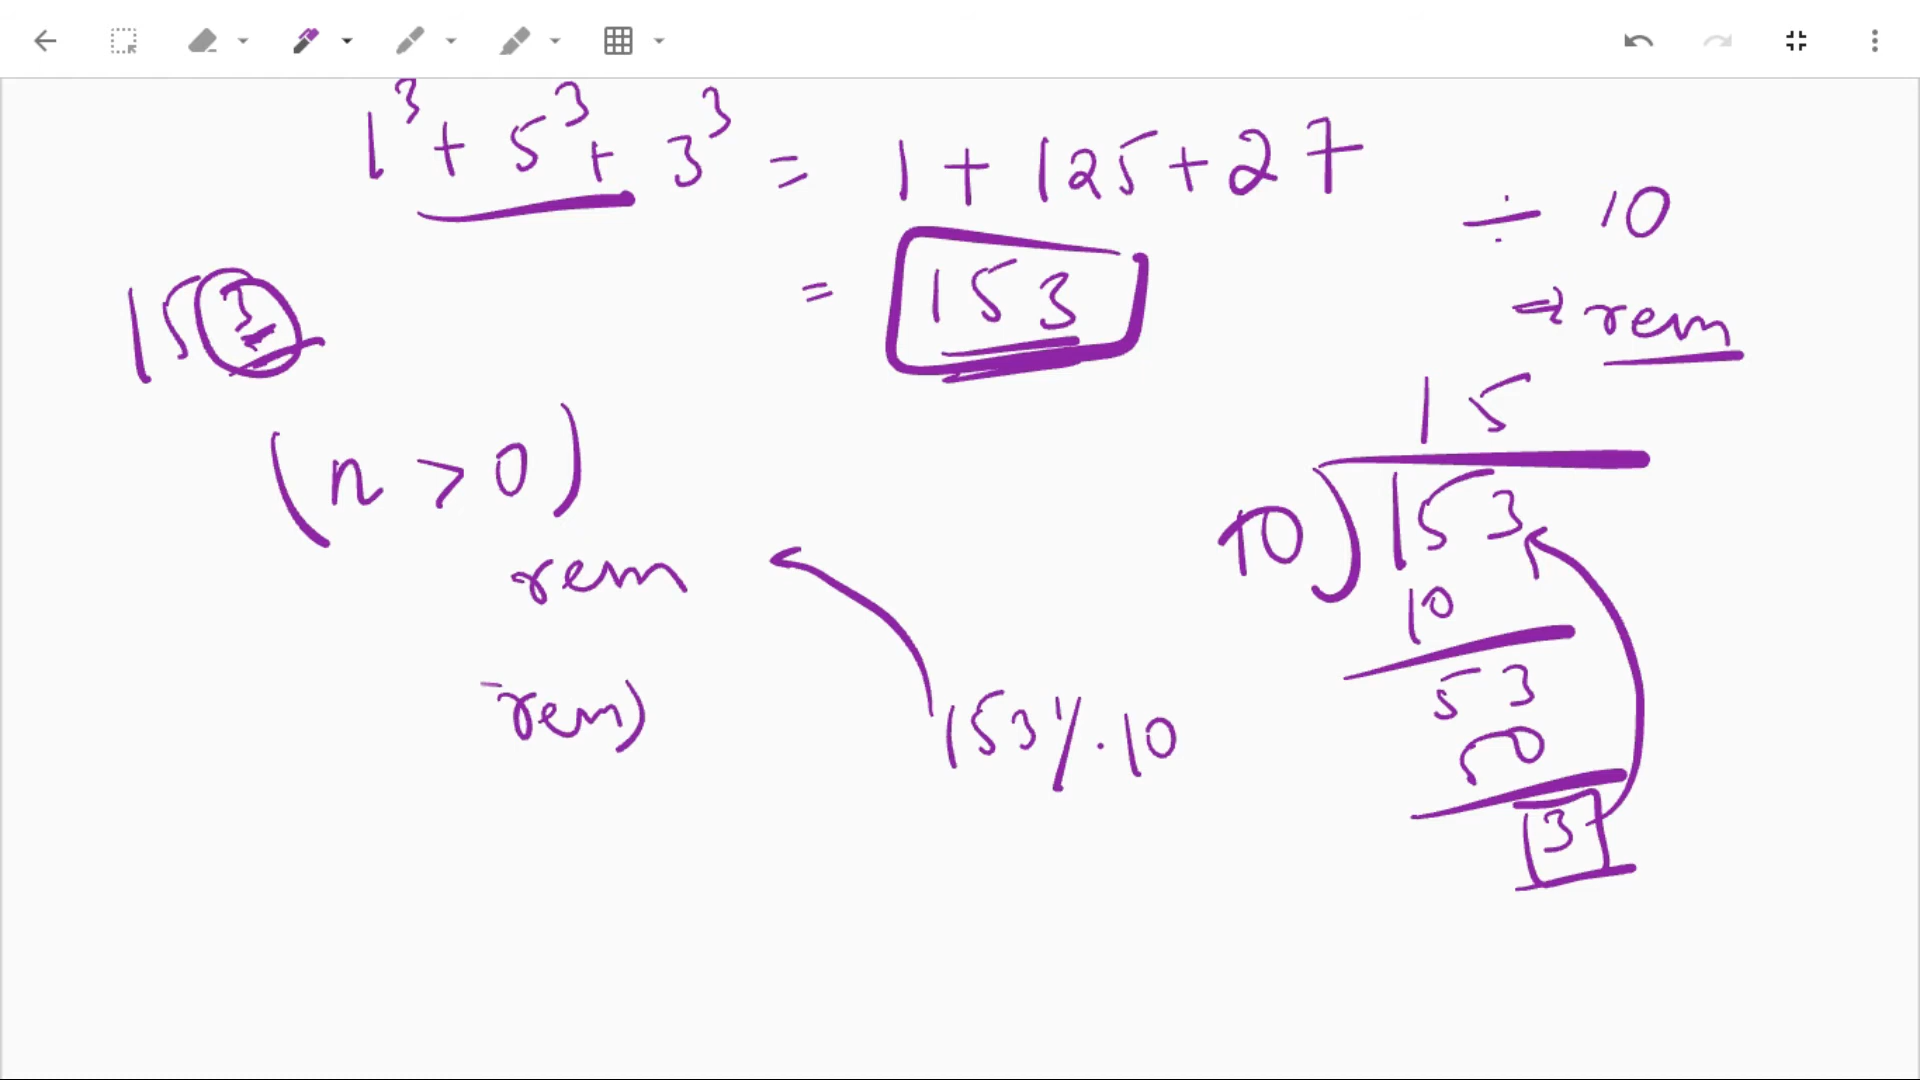 1³ + 5³ + 3³ = 1 + 125 + 27
÷ 10
= 153
⇒ rem
153
(n > 0)
rem
rem)
153 % 10
15
10)153
10
53
50
3